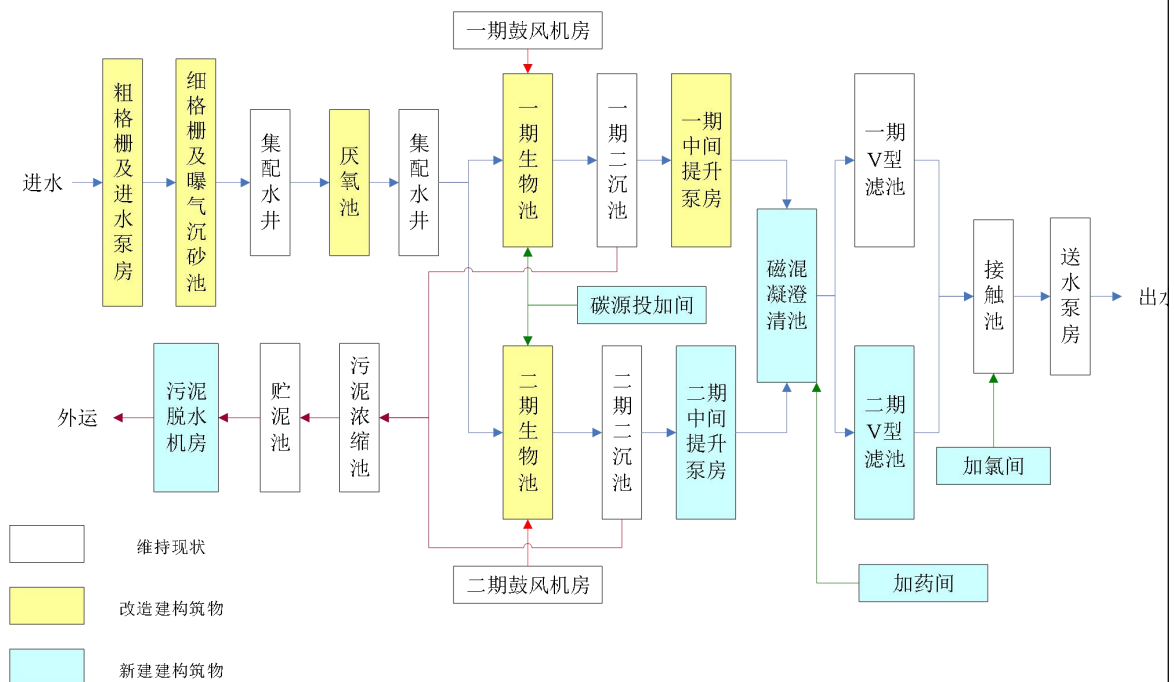 一期鼓风机房
进水
粗格栅及进水泵房
细格栅及曝气沉砂池
集配水井
厌氧池
集配水井
一期生物池
一期二沉池
一期
中间
提升
泵房
磁混
凝澄
清池
一期
V型
滤池
接触池
送水泵房
出水
碳源投加间
外运
污泥
脱水
机房
贮泥池
污泥浓缩池
二期生物池
二期二沉池
二期
中间
提升
泵房
二期
V型
滤池
加氯间
二期鼓风机房
加药间
维持现状
改造建构筑物
新建建构筑物